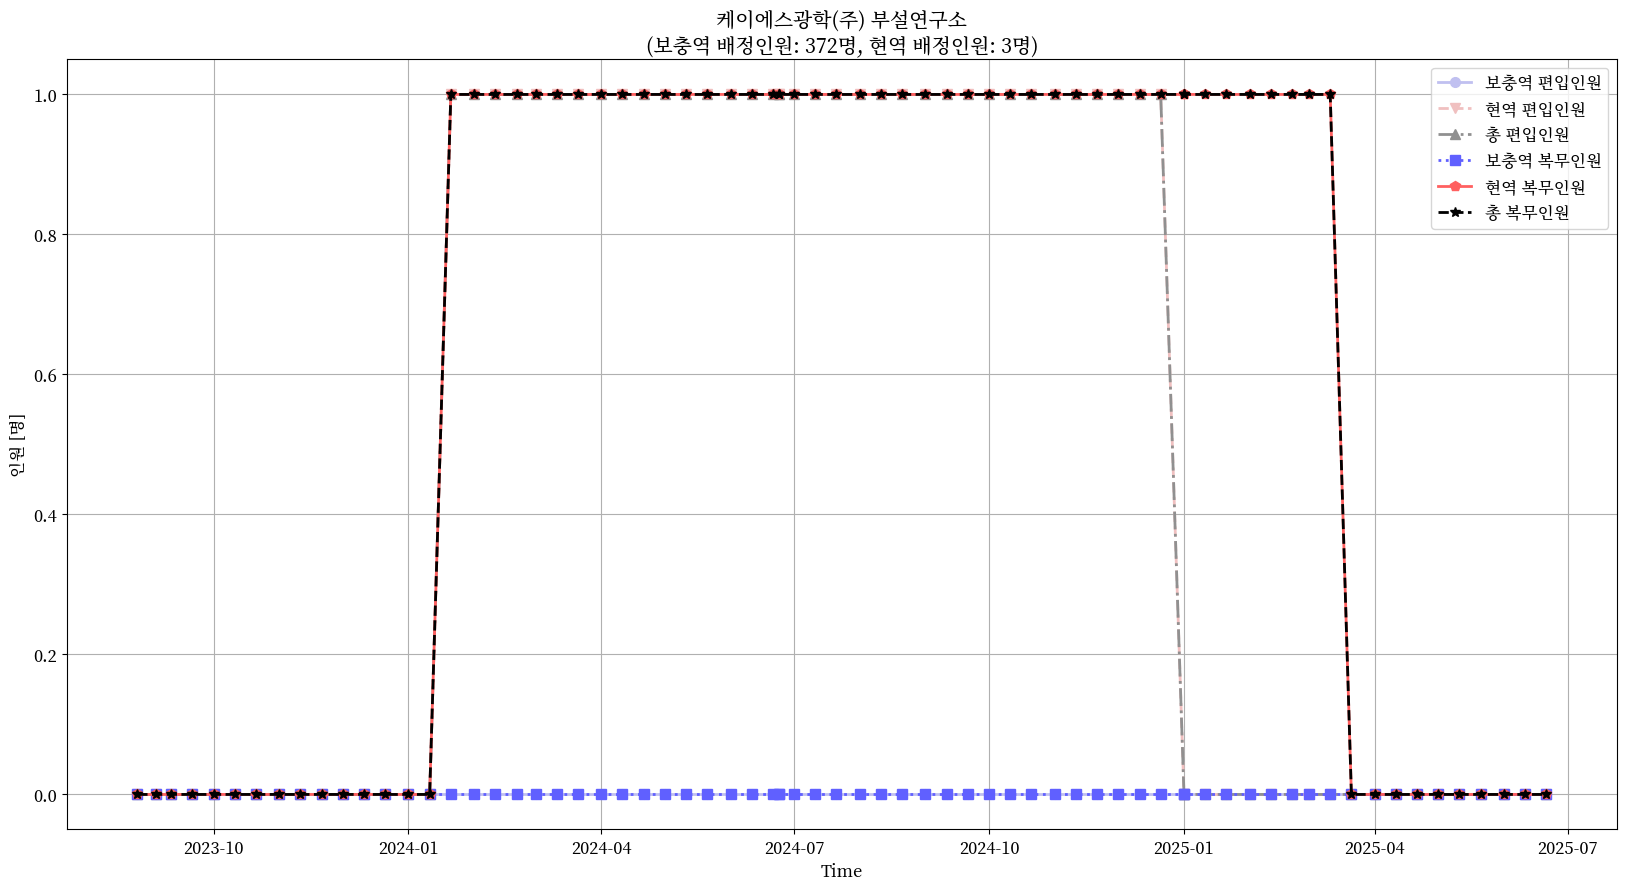 케이에스광학(주) 부설연구소
(보충역 배정인원: 372명, 현역 배정인원: 3명)
보충역 편입인원
현역 편입인원
총 편입인원
보충역 복무인원
현역 복무인원
총 복무인원
인원 [명]
1.0
0.8
0.6
0.4
0.2
0.0
2023-10
2024-01
2024-04
2024-07
2024-10
2025-01
2025-04
2025-07
Time